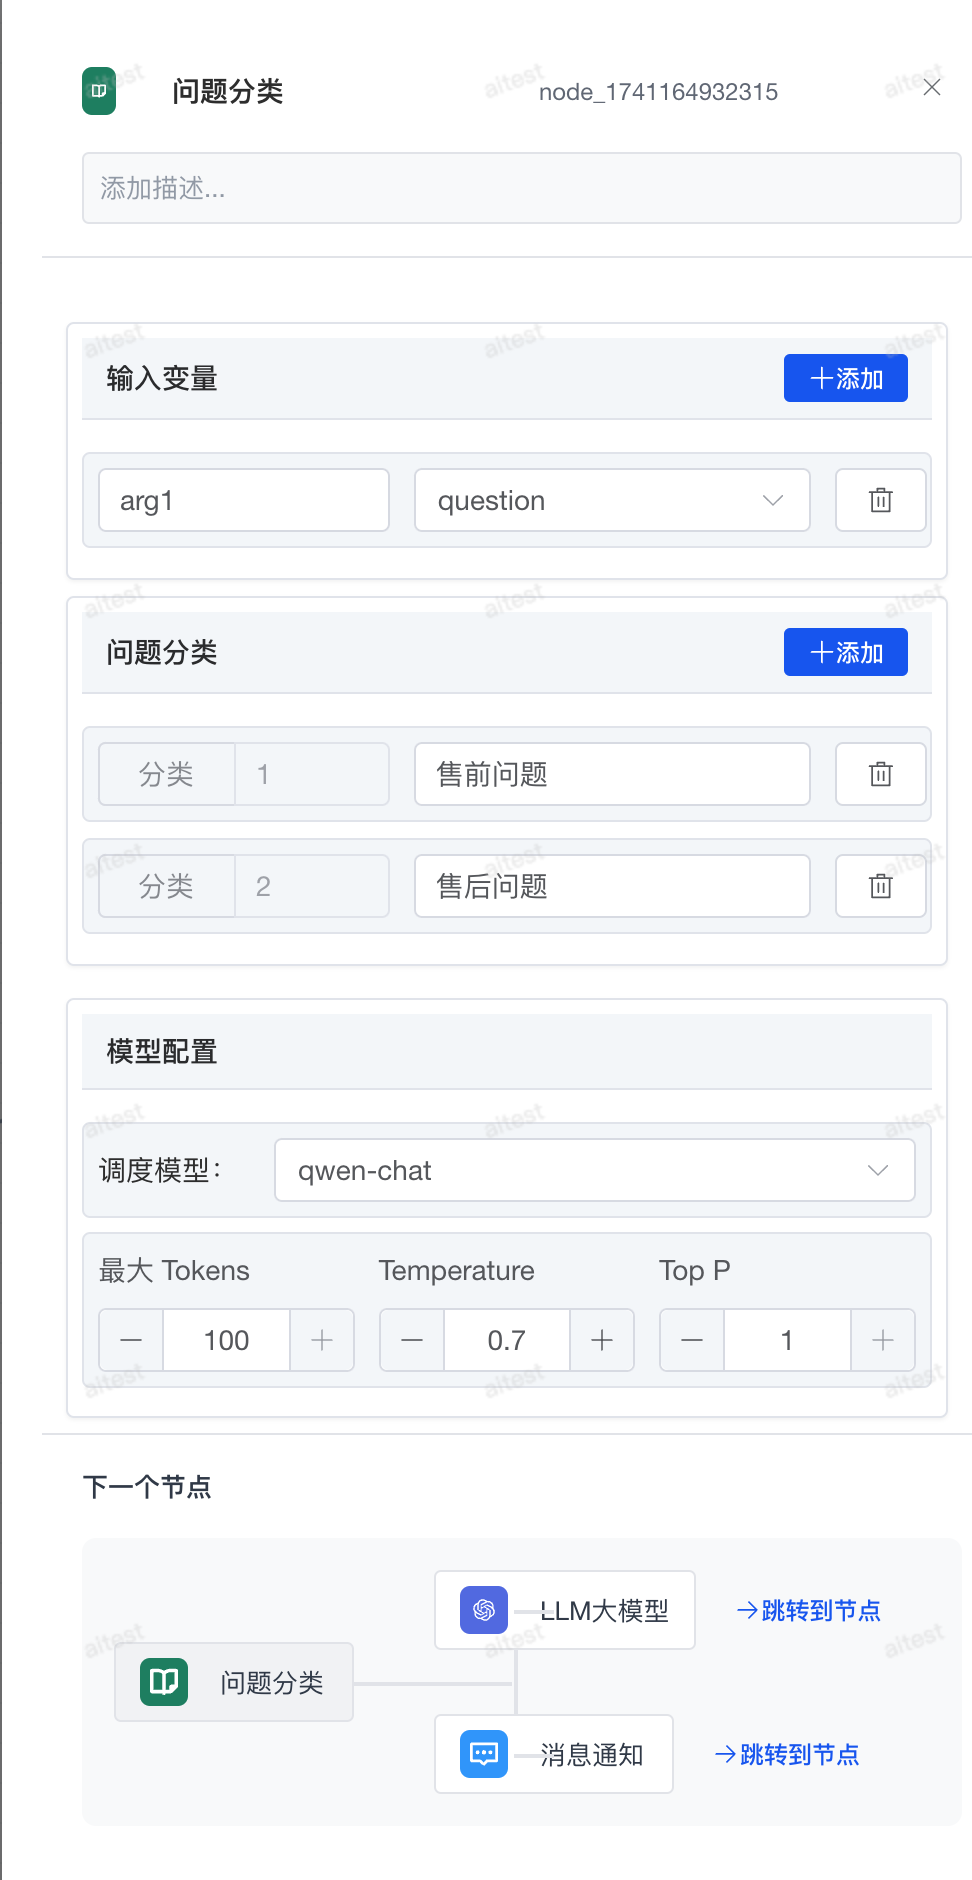 问题分类 node_1741164932315
添加描述...
输入变量 添加
arg1 question
问题分类 添加
分类 1 售前问题
分类 2 售后问题
模型配置
调度模型： qwen-chat
最大 Tokens Temperature Top P
100 0.7 1
下一个节点
LLM大模型 跳转到节点
问题分类
消息通知 跳转到节点
aitest